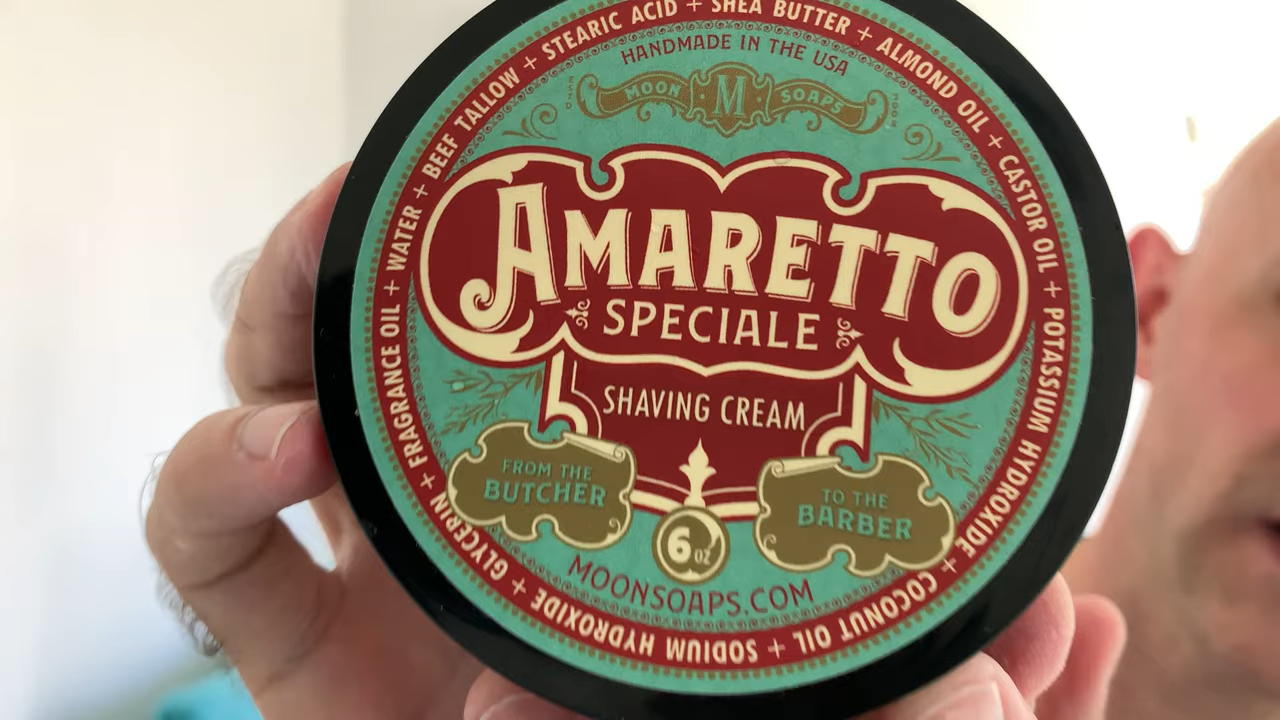 WATER + BEEF TALLOW + STEARIC ACID + SHEA BUTTER + ALMOND OIL + CASTOR OIL + POTASSIUM HYDROXIDE + COCONUT OIL + SODIUM HYDROXIDE + GLYCERIN + FRAGRANCE OIL +
HANDMADE IN THE USA
MOON M SOAPS
AMARETTO
SPECIALE
SHAVING CREAM
FROM THE
BUTCHER
TO THE
BARBER
6 OZ
MOONSOAPS.COM